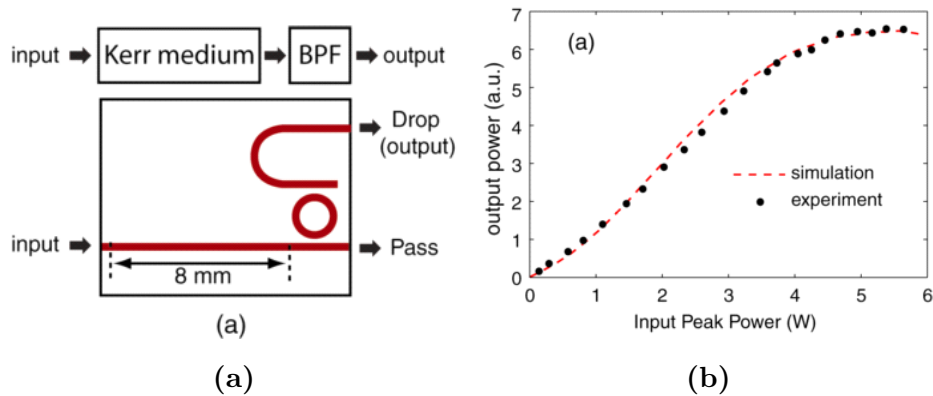 input Kerr medium BPF output
Drop
(output)
input Pass
8 mm
(a)
(a)
7
6
5
4
3
2
1
0
output power (a.u.)
(a)
simulation
experiment
0 1 2 3 4 5 6
Input Peak Power (W)
(b)